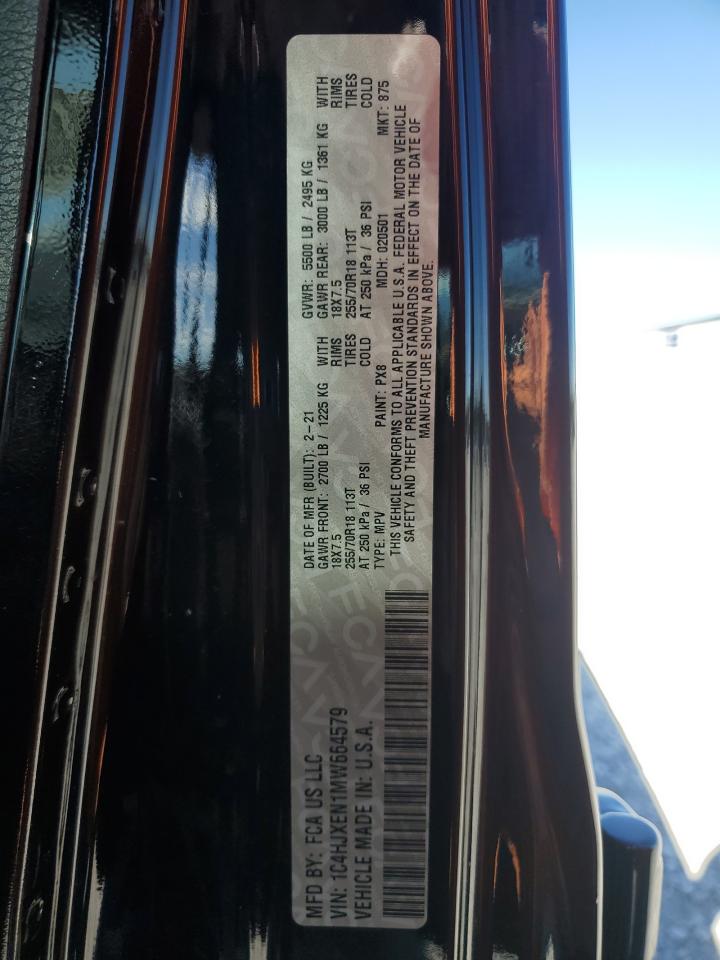 MFD BY: FCA US LLC
VIN: 1C4HJXEN1MW664579
VEHICLE MADE IN: U.S.A.
DATE OF MFR (BUILT): 2-21 GVWR: 5500 LB / 2495 KG
GAWR FRONT: 2700 LB / 1225 KG WITH GAWR REAR: 3000 LB / 1361 KG WITH
18X7.5 RIMS 18X7.5 RIMS
255/70R18 113T TIRES 255/70R18 113T TIRES
AT 250 kPa / 36 PSI COLD AT 250 kPa / 36 PSI COLD
TYPE: MPV PAINT: PX8 MDH: 020501 MKT: 875
THIS VEHICLE CONFORMS TO ALL APPLICABLE U.S.A. FEDERAL MOTOR VEHICLE
SAFETY AND THEFT PREVENTION STANDARDS IN EFFECT ON THE DATE OF
MANUFACTURE SHOWN ABOVE.